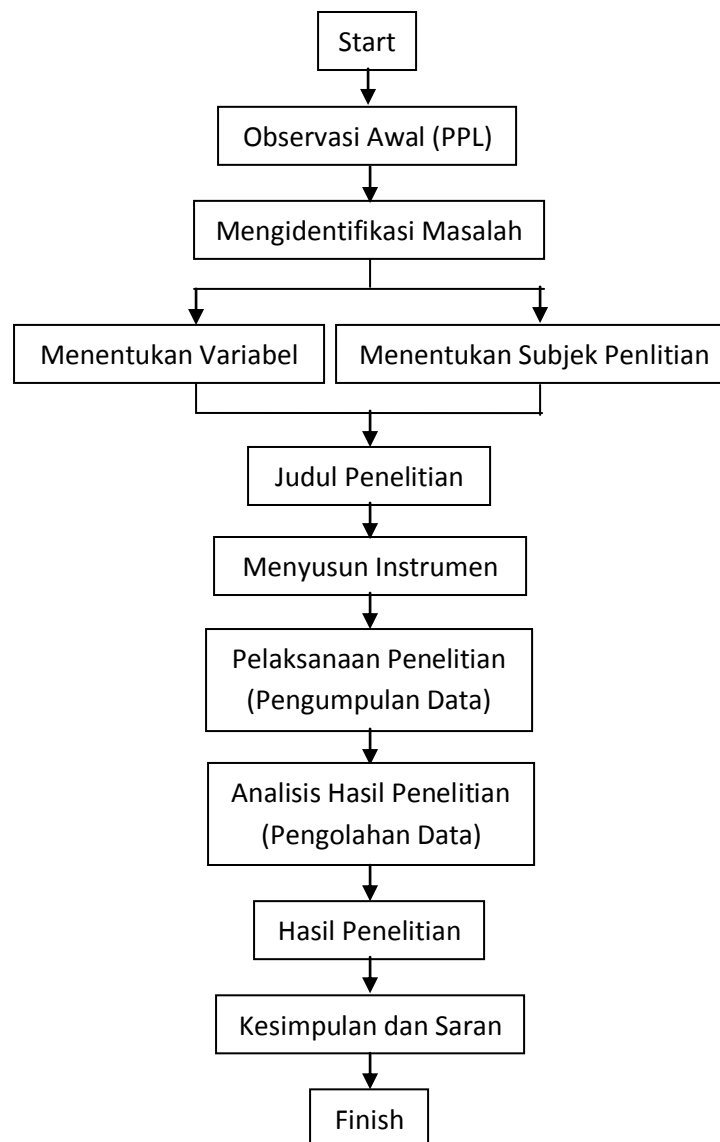 Start
Observasi Awal (PPL)
Mengidentifikasi Masalah
Menentukan Variabel
Menentukan Subjek Penlitian
Judul Penelitian
Menyusun Instrumen
Pelaksanaan Penelitian
(Pengumpulan Data)
Analisis Hasil Penelitian
(Pengolahan Data)
Hasil Penelitian
Kesimpulan dan Saran
Finish